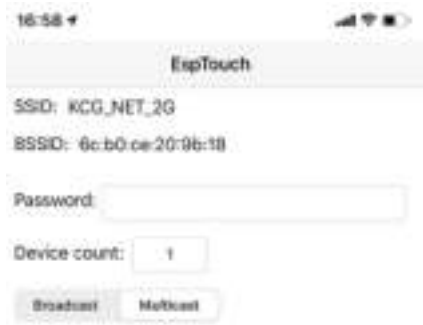 16:58
EspTouch
SSID: KCG_NET_2G
BSSID: 6c:b0:ce:20:9b:18
Password:
Device count: 1
Broadcast Multicast